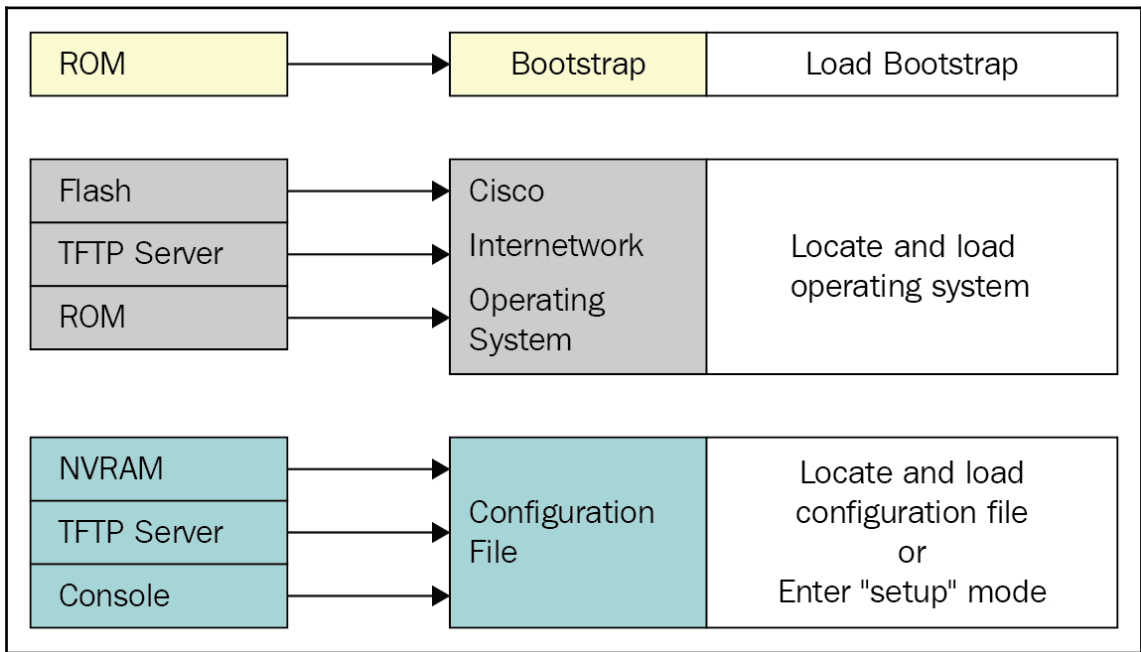 ROM
Bootstrap
Load Bootstrap
Flash
TFTP Server
ROM
Cisco
Internetwork
Operating
System
Locate and load
operating system
NVRAM
TFTP Server
Console
Configuration
File
Locate and load
configuration file
or
Enter "setup" mode